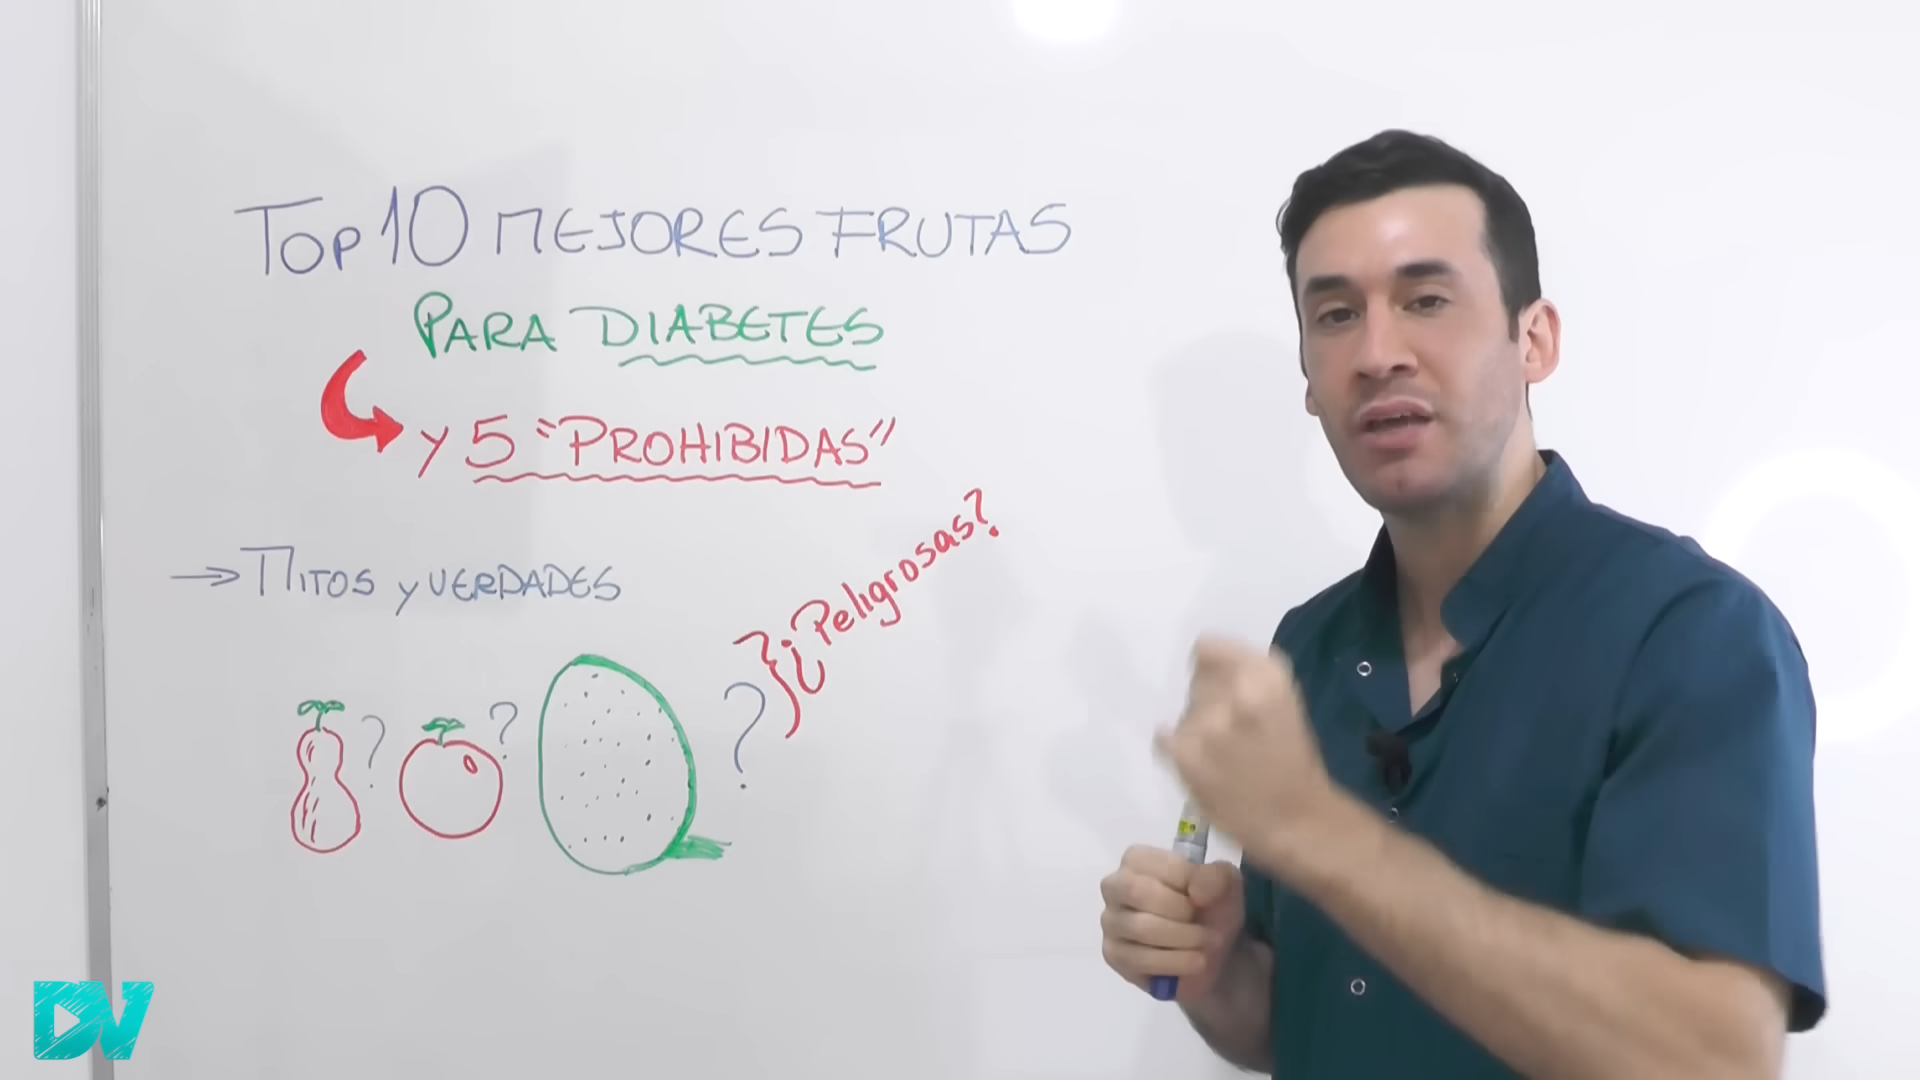 TOP 10 MEJORES FRUTAS
PARA DIABETES
Y 5 "PROHIBIDAS"
→ MITOS Y VERDADES
¿Peligrosas?
? ? ?
DV